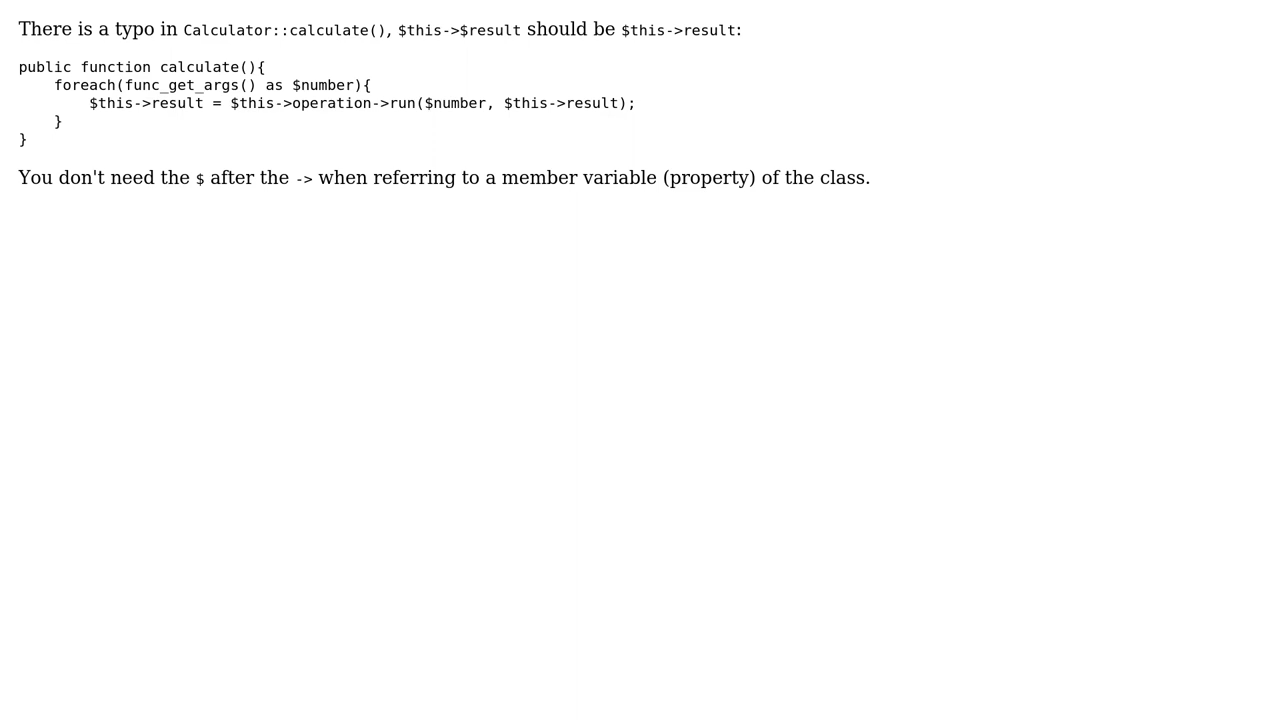 There is a typo in Calculator::calculate(), $this->$result should be $this->result:
public function calculate(){
    foreach(func_get_args() as $number){
        $this->result = $this->operation->run($number, $this->result);
    }
}
You don't need the $ after the -> when referring to a member variable (property) of the class.